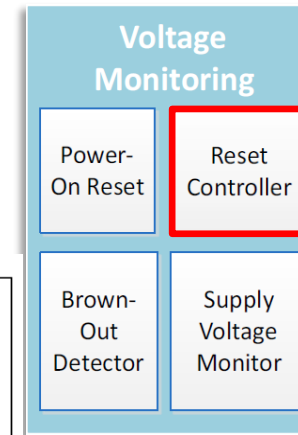 Voltage
Monitoring
Power-
On Reset
Reset
Controller
Brown-
Out
Detector
Supply
Voltage
Monitor